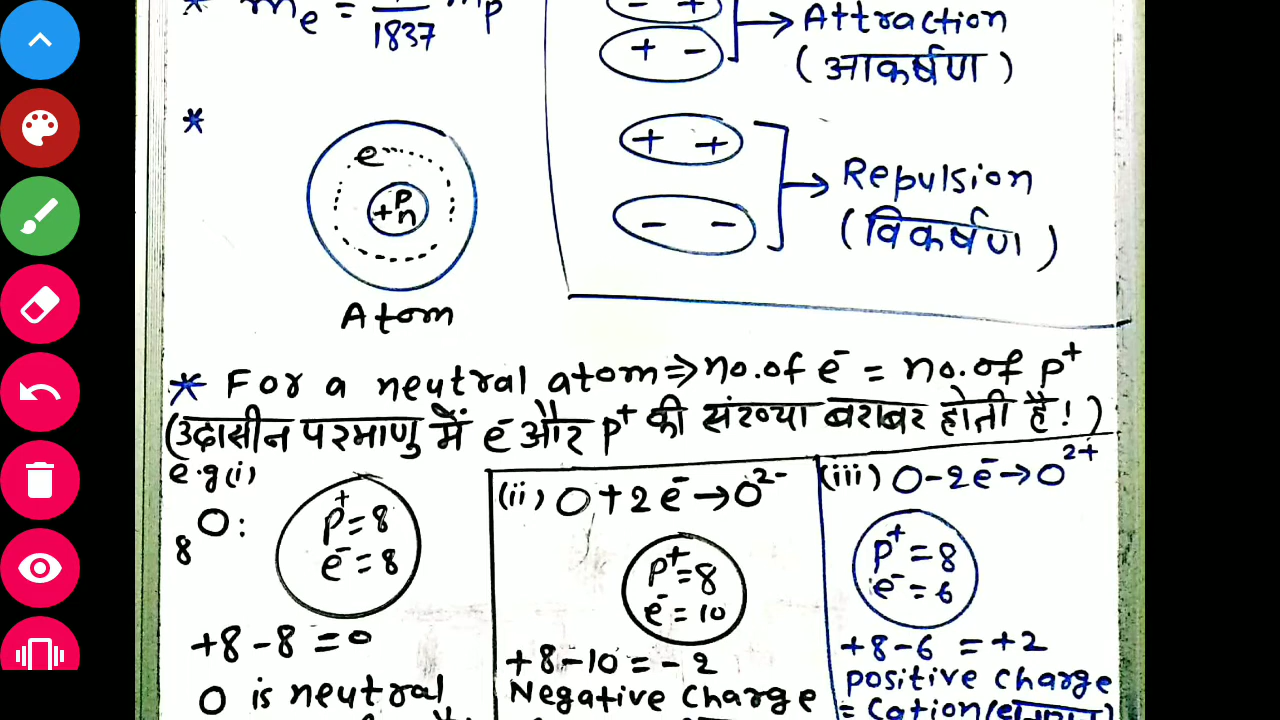 * me = 1/1837 mp
- +
+ -
Attraction
(आकर्षण)
*
e-
+ p
n
Atom
+ +
- -
Repulsion
(विकर्षण)
* For a neutral atom ⇒ no. of e⁻ = no. of p⁺
(उदासीन परमाणु में e⁻ और p⁺ की संख्या बराबर होती है!)
e.g(i)
₈O:
p⁺ = 8
e⁻ = 8
+8 - 8 = 0
O is neutral
(ii) O + 2e⁻ → O²⁻
p⁺ = 8
e⁻ = 10
+8 - 10 = -2
Negative charge
(iii) O - 2e⁻ → O²⁺
p⁺ = 8
e⁻ = 6
+8 - 6 = +2
positive charge
= Cation